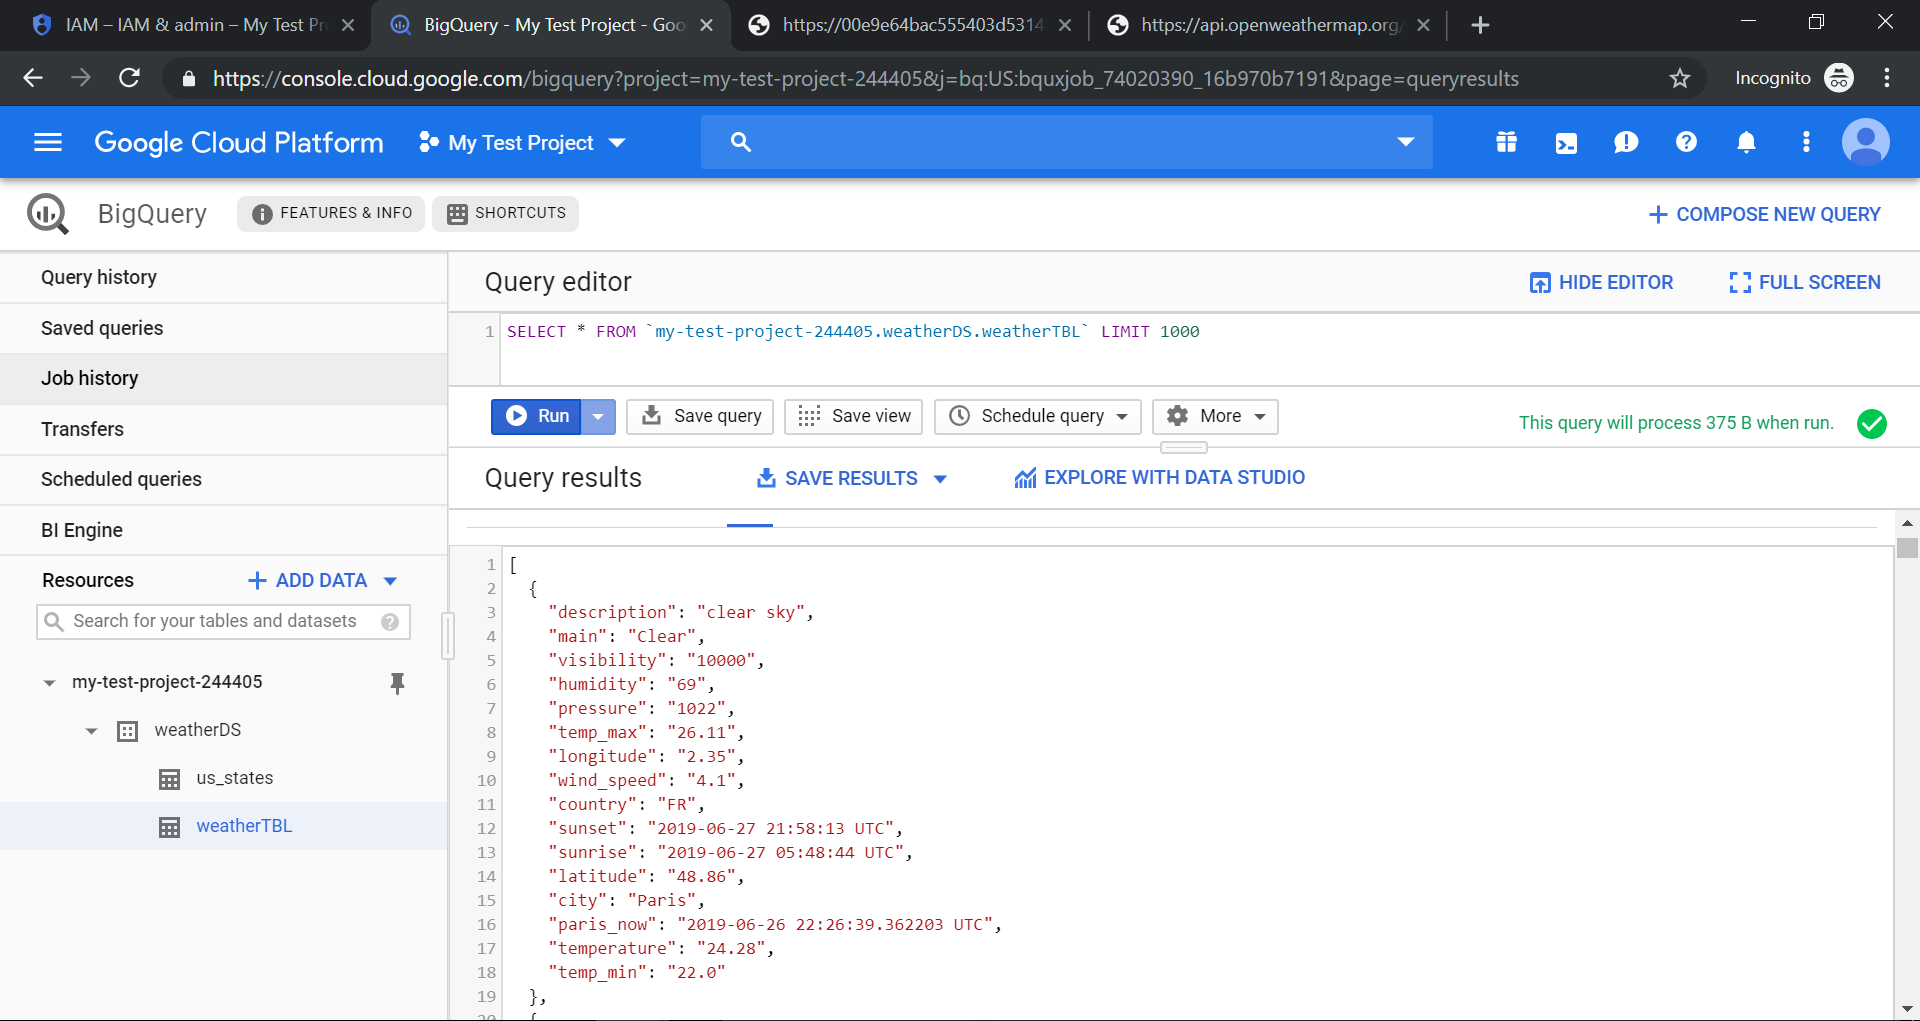 IAM – IAM & admin – My Test Pr
BigQuery - My Test Project - Goo
https://00e9e64bac555403d5314
https://api.openweathermap.org/
https://console.cloud.google.com/bigquery?project=my-test-project-244405&j=bq:US:bquxjob_74020390_16b970b7191&page=queryresults
Incognito
Google Cloud Platform
My Test Project
BigQuery
FEATURES & INFO
SHORTCUTS
COMPOSE NEW QUERY
Query history
Saved queries
Job history
Transfers
Scheduled queries
BI Engine
Resources
ADD DATA
Search for your tables and datasets
my-test-project-244405
weatherDS
us_states
weatherTBL
Query editor
HIDE EDITOR
FULL SCREEN
1 SELECT * FROM `my-test-project-244405.weatherDS.weatherTBL` LIMIT 1000
Run
Save query
Save view
Schedule query
More
This query will process 375 B when run.
Query results
SAVE RESULTS
EXPLORE WITH DATA STUDIO
1 [
2 {
3 "description": "clear sky",
4 "main": "Clear",
5 "visibility": "10000",
6 "humidity": "69",
7 "pressure": "1022",
8 "temp_max": "26.11",
9 "longitude": "2.35",
10 "wind_speed": "4.1",
11 "country": "FR",
12 "sunset": "2019-06-27 21:58:13 UTC",
13 "sunrise": "2019-06-27 05:48:44 UTC",
14 "latitude": "48.86",
15 "city": "Paris",
16 "paris_now": "2019-06-26 22:26:39.362203 UTC",
17 "temperature": "24.28",
18 "temp_min": "22.0"
19 },
20 {